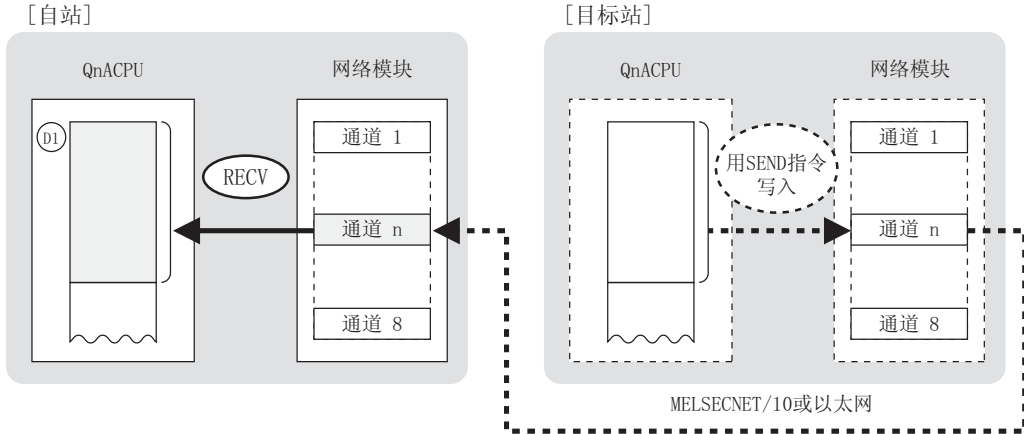 [自站]
[目标站]
QnACPU
网络模块
QnACPU
网络模块
D1
通道 1
RECV
通道 n
通道 8
通道 1
用SEND指令
写入
通道 n
通道 8
MELSECNET/10或以太网